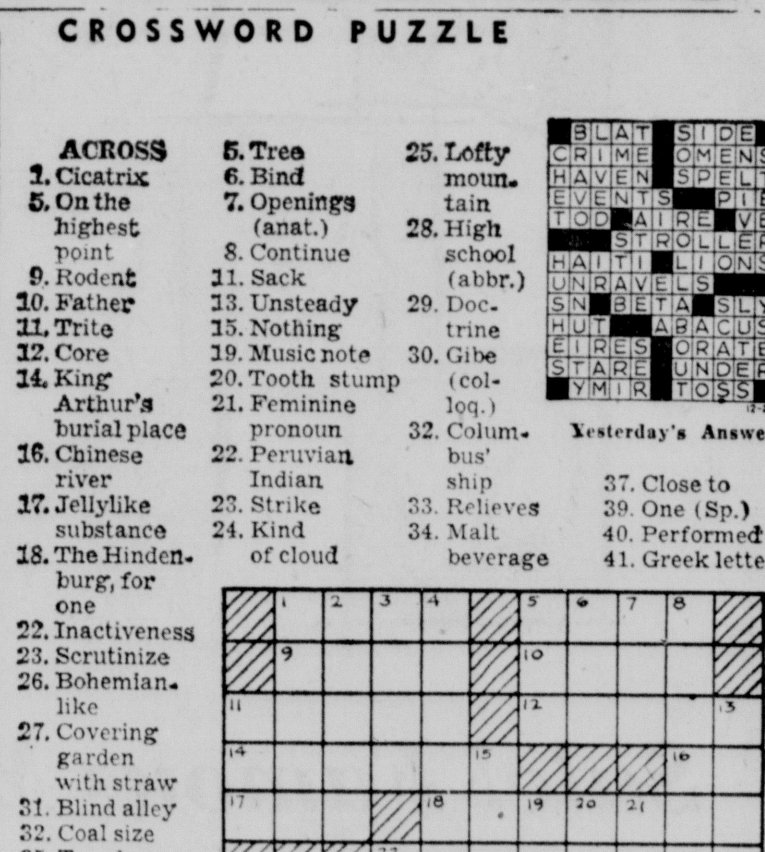 CROSSWORD PUZZLE
ACROSS
1. Cicatrix
5. On the
highest
point
9. Rodent
10. Father
11. Trite
12. Core
14. King
Arthur's
burial place
16. Chinese
river
17. Jellylike
substance
18. The Hinden-
burg, for
one
22. Inactiveness
23. Scrutinize
26. Bohemian-
like
27. Covering
garden
with straw
31. Blind alley
32. Coal size
5. Tree
6. Bind
7. Openings
(anat.)
8. Continue
11. Sack
13. Unsteady
15. Nothing
19. Music note
20. Tooth stump
21. Feminine
pronoun
22. Peruvian
Indian
23. Strike
24. Kind
of cloud
25. Lofty
moun-
tain
28. High
school
(abbr.)
29. Doc-
trine
30. Gibe
(col-
loq.)
32. Colum-
bus'
ship
33. Relieves
34. Malt
beverage
BLAT SIDE
CRIME OMENS
HAVEN SPELT
EVENTS PIE
TOD AIRE VE
STROLLER
HAITI LIONS
UNRAVELS
SN BETA SLY
HUT ABACUS
EIRES ORATE
STARE UNDER
YMIR TOSS
Yesterday's Answe
37. Close to
39. One (Sp.)
40. Performed
41. Greek lette
1 2 3 4 5 6 7 8
9 10
11 12 13
14 15 16
17 18 19 20 21